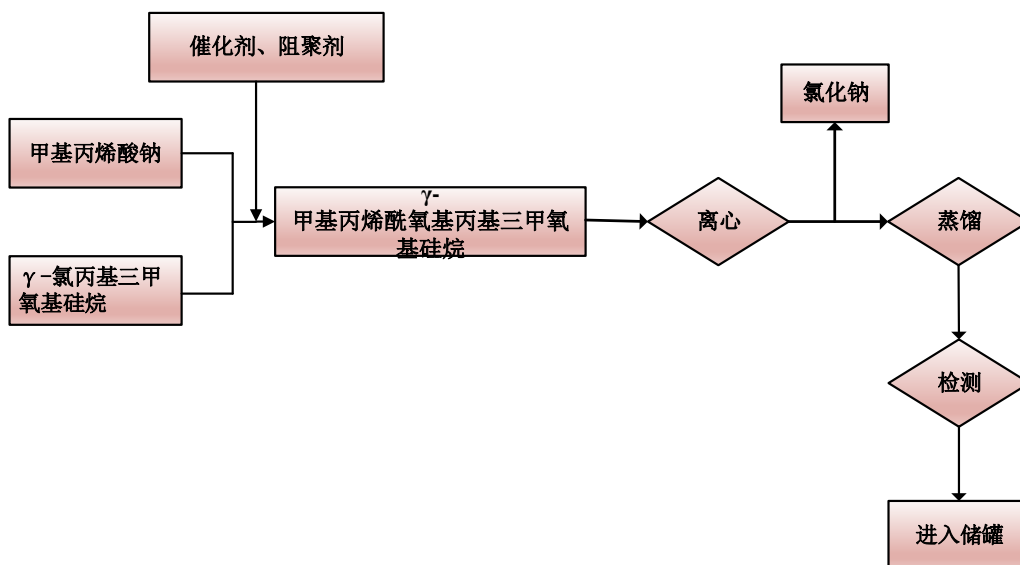 催化剂、阻聚剂
氯化钠
甲基丙烯酸钠
γ-
甲基丙烯酰氧基丙基三甲氧
基硅烷
离心
蒸馏
γ-氯丙基三甲
氧基硅烷
检测
进入储罐